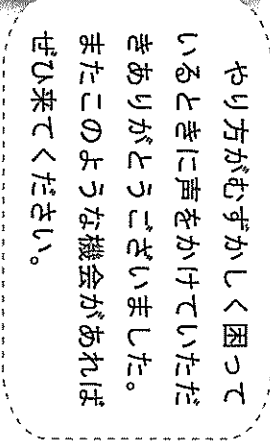 やり方がむずかしく困って
いるときに声をかけていただ
きありがとうございました。
またこのような機会があれば
ぜひ来てください。